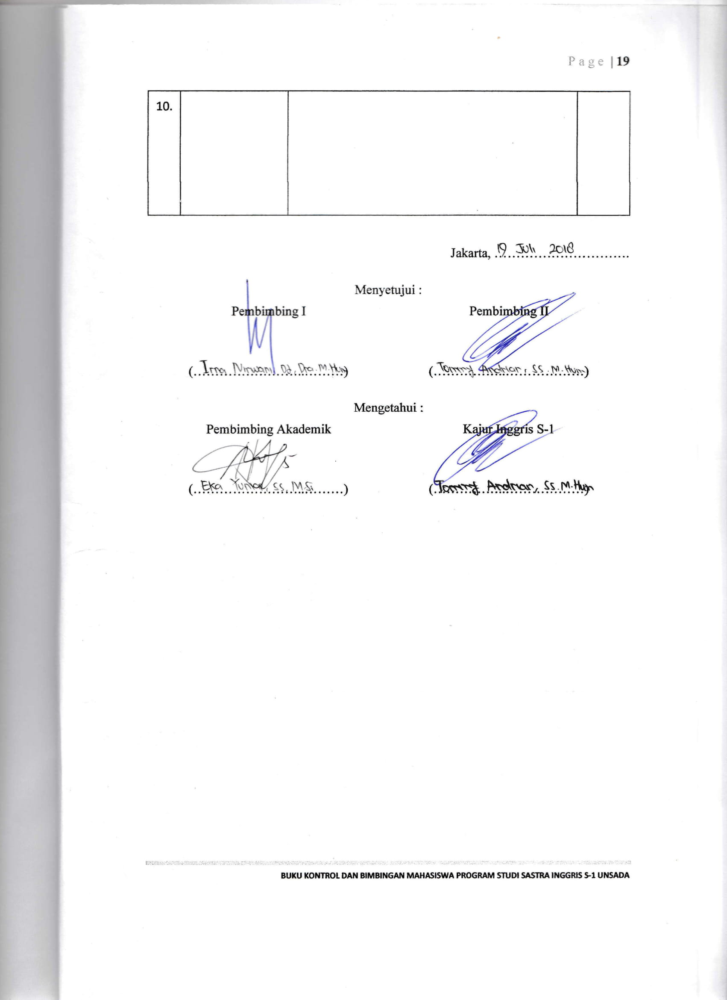 Page | 19
10.
Jakarta, 19 Juli 2018
Menyetujui :
Pembimbing I Pembimbing II
(Irna Nirwani Dj, Dra. M.Hum) (Tommy Andrian, SS. M.Hum)
Mengetahui :
Pembimbing Akademik Kajur Inggris S-1
(Eka Yuniar, SS, M.Si) (Tommy Andrian, SS. M.Hum
BUKU KONTROL DAN BIMBINGAN MAHASISWA PROGRAM STUDI SASTRA INGGRIS S-1 UNSADA